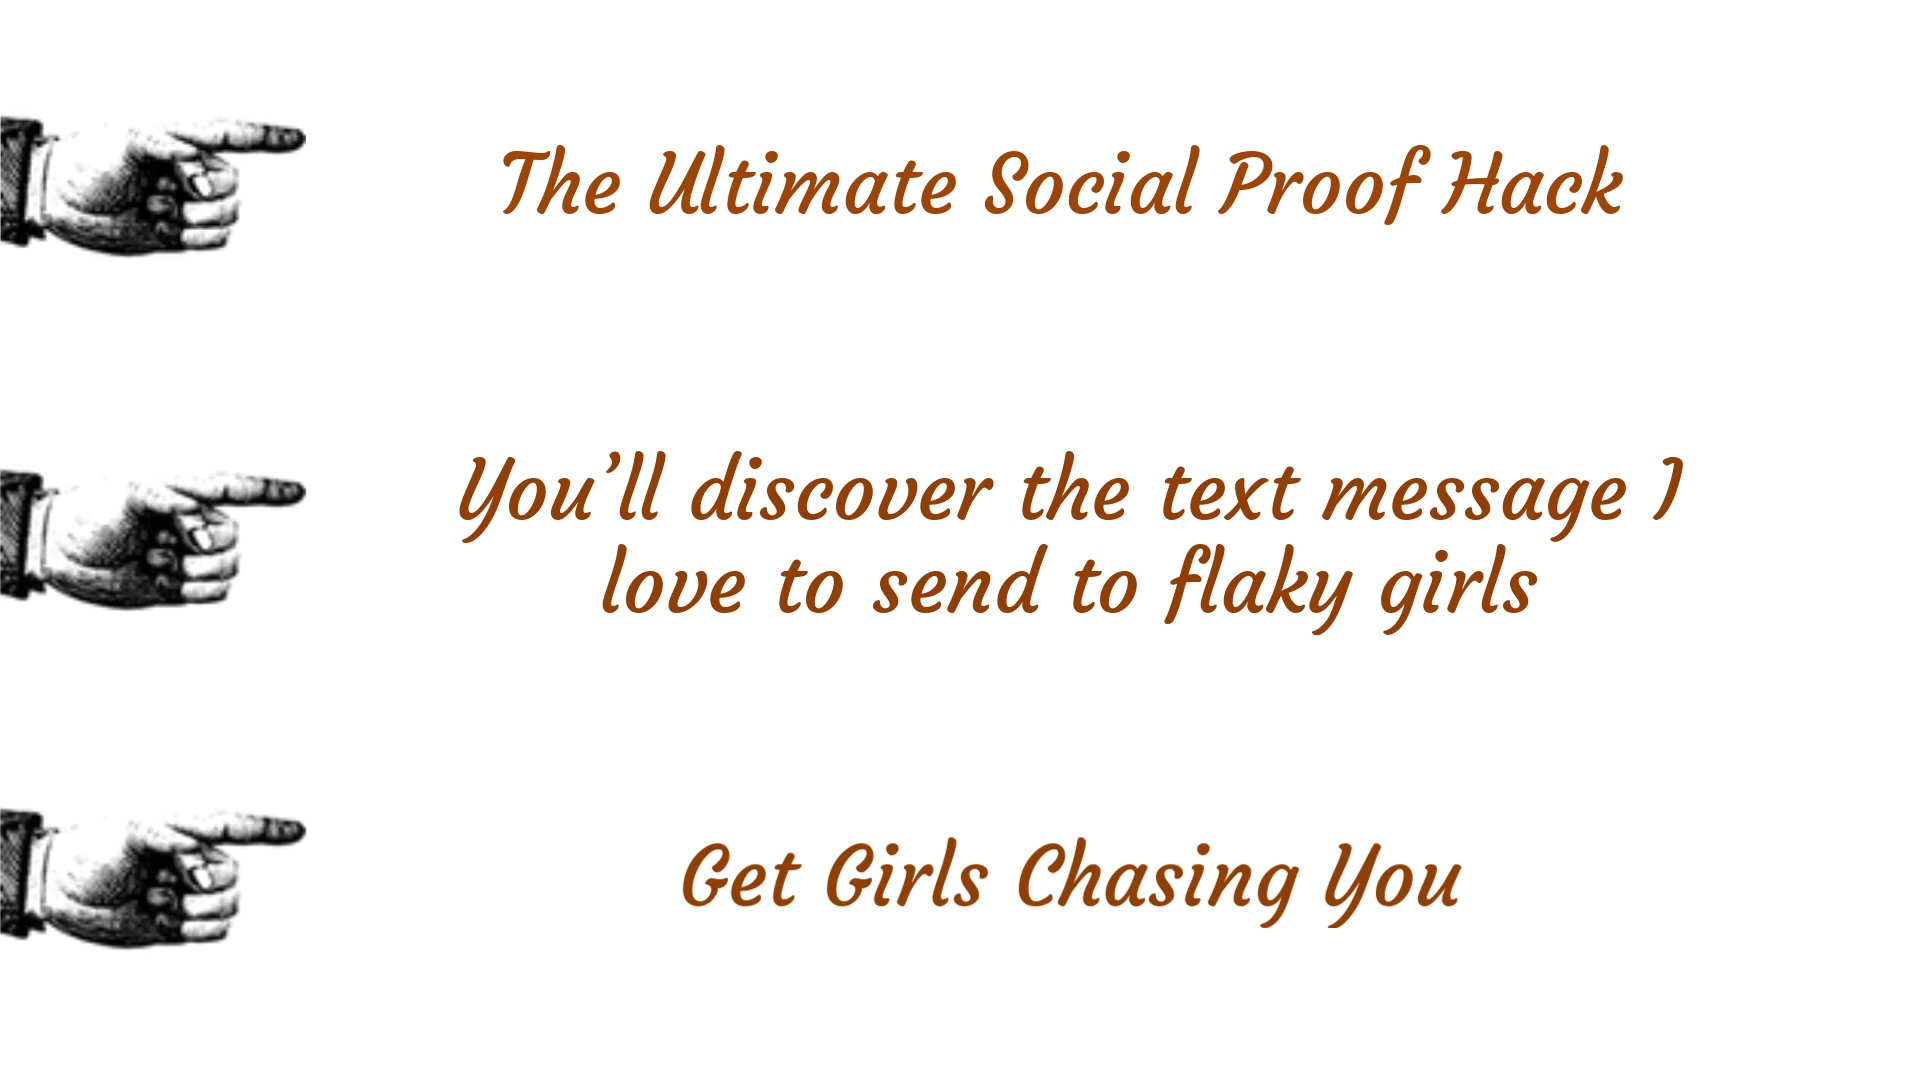 The Ultimate Social Proof Hack
You’ll discover the text message I
love to send to flaky girls
Get Girls Chasing You